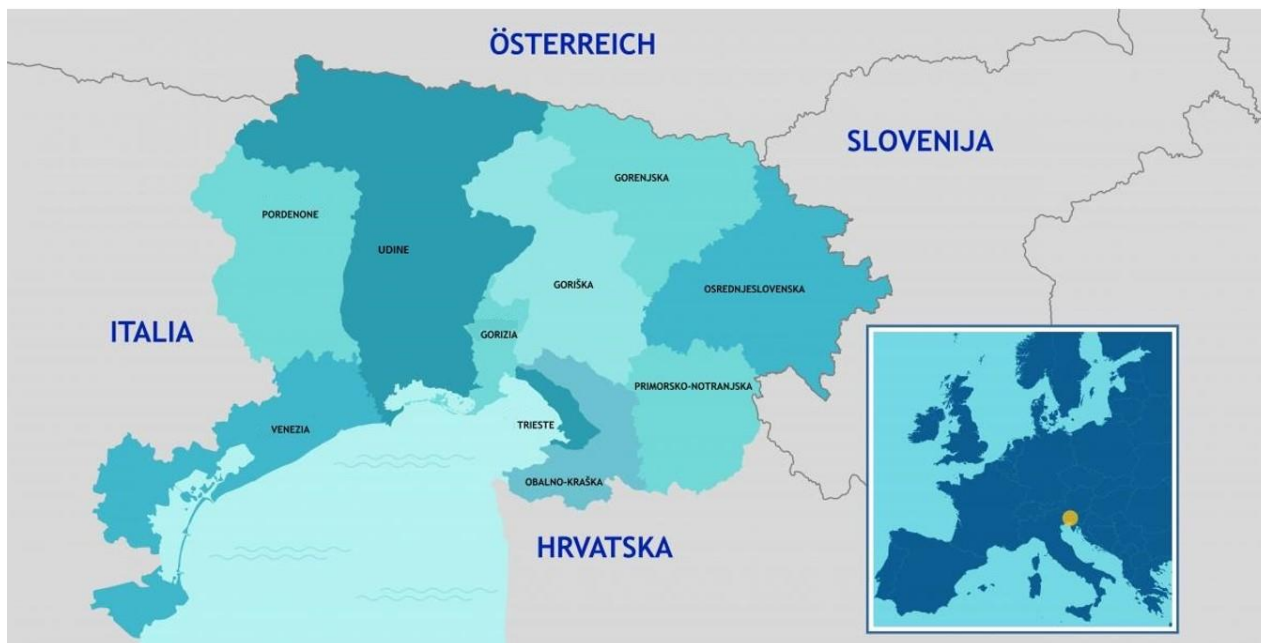 ÖSTERREICH
SLOVENIJA
GORENJSKA
PORDENONE
UDINE
GORIŠKA
OSREDNJESLOVENSKA
ITALIA
GORIZIA
PRIMORSKO-NOTRANJSKA
TRIESTE
VENEZIA
OBALNO-KRAŠKA
HRVATSKA